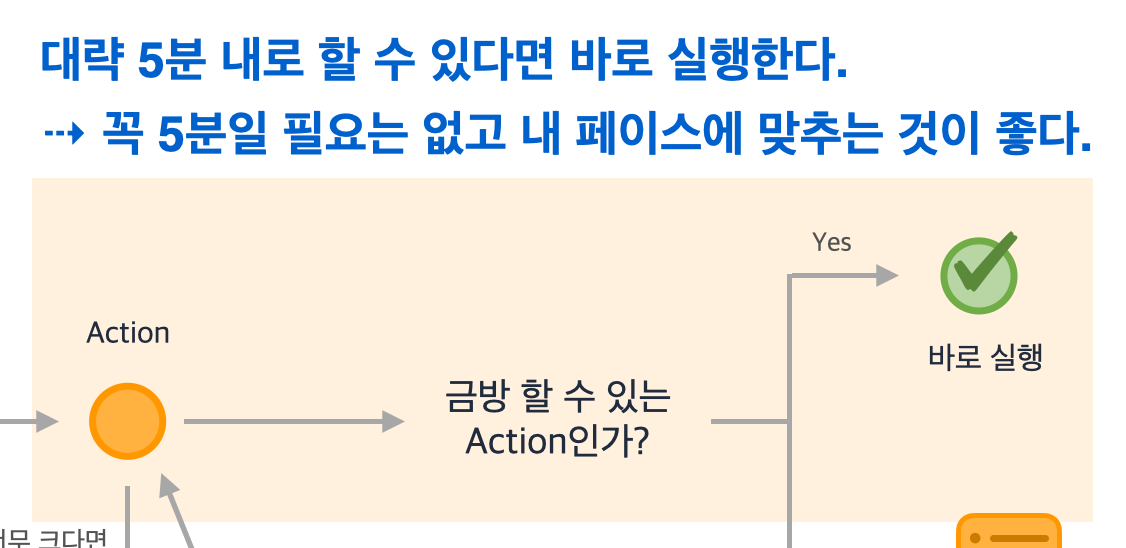 대략 5분 내로 할 수 있다면 바로 실행한다.
⇢ 꼭 5분일 필요는 없고 내 페이스에 맞추는 것이 좋다.
Yes
Action
바로 실행
금방 할 수 있는
Action인가?
크다면